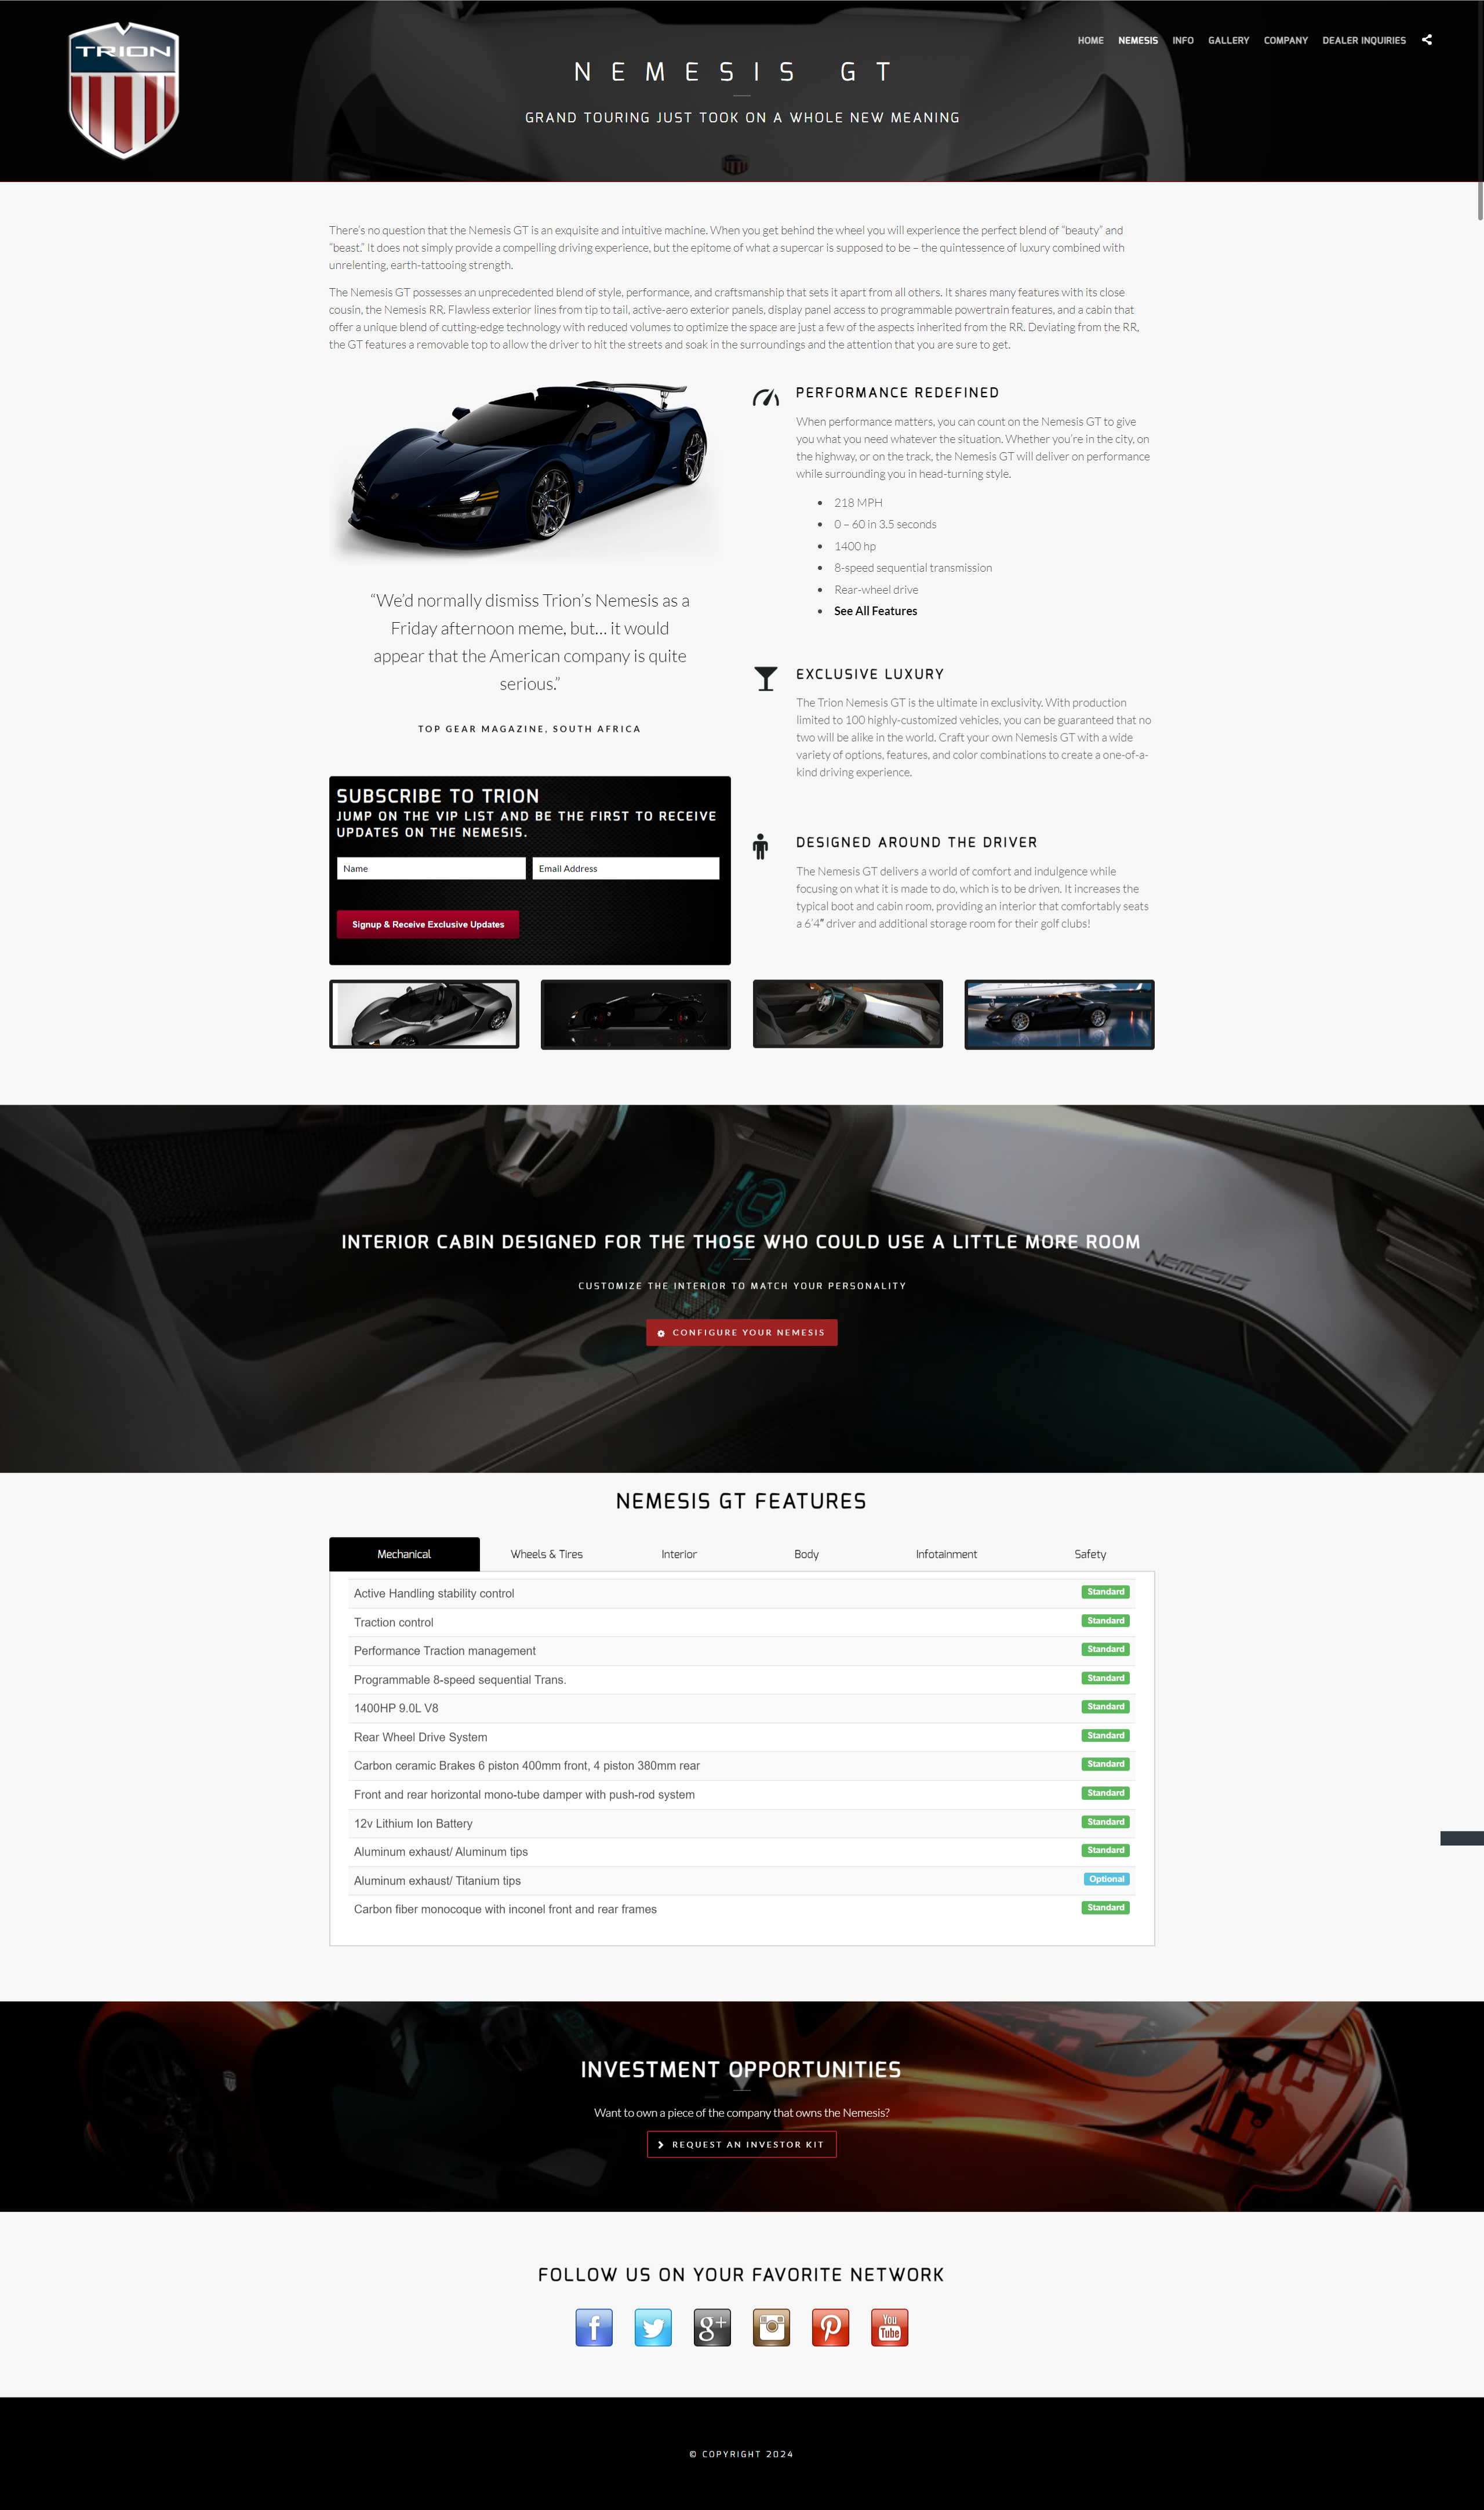 TRION
HOME NEMESIS INFO GALLERY COMPANY DEALER INQUIRIES
NEMESIS GT
GRAND TOURING JUST TOOK ON A WHOLE NEW MEANING
There's no question that the Nemesis GT is an exquisite and intuitive machine. When you get behind the wheel you will experience the perfect blend of "beauty" and
"beast." It does not simply provide a compelling driving experience, but the epitome of what a supercar is supposed to be – the quintessence of luxury combined with
unrelenting, earth-tattooing strength.
The Nemesis GT possesses an unprecedented blend of style, performance, and craftsmanship that sets it apart from all others. It shares many features with its close
cousin, the Nemesis RR. Flawless exterior lines from tip to tail, active-aero exterior panels, display panel access to programmable powertrain features, and a cabin that
offer a unique blend of cutting-edge technology with reduced volumes to optimize the space are just a few of the aspects inherited from the RR. Deviating from the RR,
the GT features a removable top to allow the driver to hit the streets and soak in the surroundings and the attention that you are sure to get.
"We'd normally dismiss Trion's Nemesis as a
Friday afternoon meme, but… it would
appear that the American company is quite
serious."
TOP GEAR MAGAZINE, SOUTH AFRICA
SUBSCRIBE TO TRION
JUMP ON THE VIP LIST AND BE THE FIRST TO RECEIVE
UPDATES ON THE NEMESIS.
Name
Email Address
Signup & Receive Exclusive Updates
PERFORMANCE REDEFINED
When performance matters, you can count on the Nemesis GT to give
you what you need whatever the situation. Whether you're in the city, on
the highway, or on the track, the Nemesis GT will deliver on performance
while surrounding you in head-turning style.
• 218 MPH
• 0 – 60 in 3.5 seconds
• 1400 hp
• 8-speed sequential transmission
• Rear-wheel drive
• See All Features
EXCLUSIVE LUXURY
The Trion Nemesis GT is the ultimate in exclusivity. With production
limited to 100 highly-customized vehicles, you can be guaranteed that no
two will be alike in the world. Craft your own Nemesis GT with a wide
variety of options, features, and color combinations to create a one-of-a-
kind driving experience.
DESIGNED AROUND THE DRIVER
The Nemesis GT delivers a world of comfort and indulgence while
focusing on what it is made to do, which is to be driven. It increases the
typical boot and cabin room, providing an interior that comfortably seats
a 6'4″ driver and additional storage room for their golf clubs!
INTERIOR CABIN DESIGNED FOR THE THOSE WHO COULD USE A LITTLE MORE ROOM
NEMESIS
CUSTOMIZE THE INTERIOR TO MATCH YOUR PERSONALITY
CONFIGURE YOUR NEMESIS
NEMESIS GT FEATURES
Mechanical Wheels & Tires Interior Body Infotainment Safety
Active Handling stability control Standard
Traction control Standard
Performance Traction management Standard
Programmable 8-speed sequential Trans. Standard
1400HP 9.0L V8 Standard
Rear Wheel Drive System Standard
Carbon ceramic Brakes 6 piston 400mm front, 4 piston 380mm rear Standard
Front and rear horizontal mono-tube damper with push-rod system Standard
12v Lithium Ion Battery Standard
Aluminum exhaust/ Aluminum tips Standard
Aluminum exhaust/ Titanium tips Optional
Carbon fiber monocoque with inconel front and rear frames Standard
INVESTMENT OPPORTUNITIES
Want to own a piece of the company that owns the Nemesis?
REQUEST AN INVESTOR KIT
FOLLOW US ON YOUR FAVORITE NETWORK
f g+ You Tube
© COPYRIGHT 2024